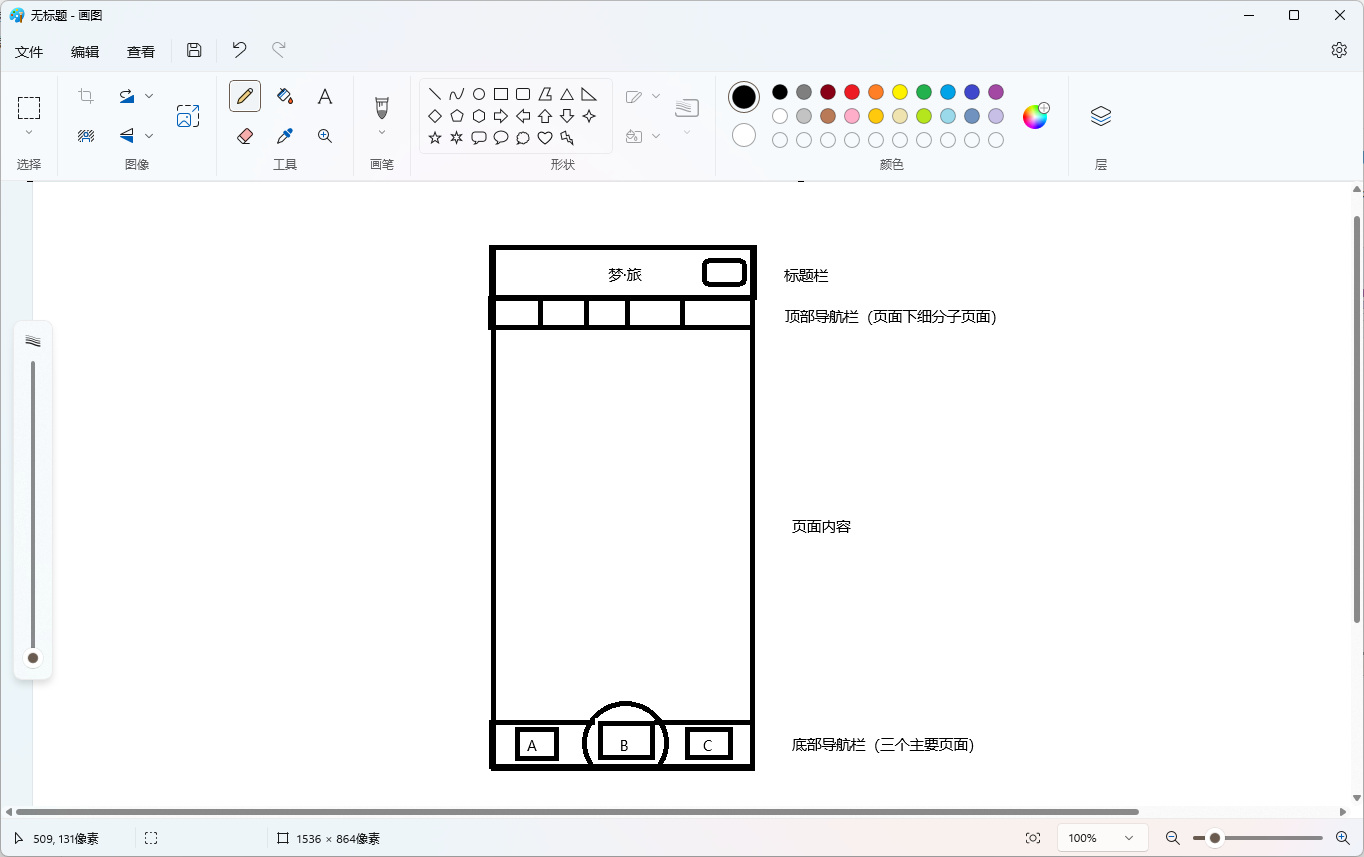 无标题 - 画图
文件 编辑 查看
选择 图像 工具 画笔 形状 颜色 层
梦·旅
标题栏
顶部导航栏（页面下细分子页面）
页面内容
A B C
底部导航栏（三个主要页面）
509, 131像素
1536 × 864像素
100%